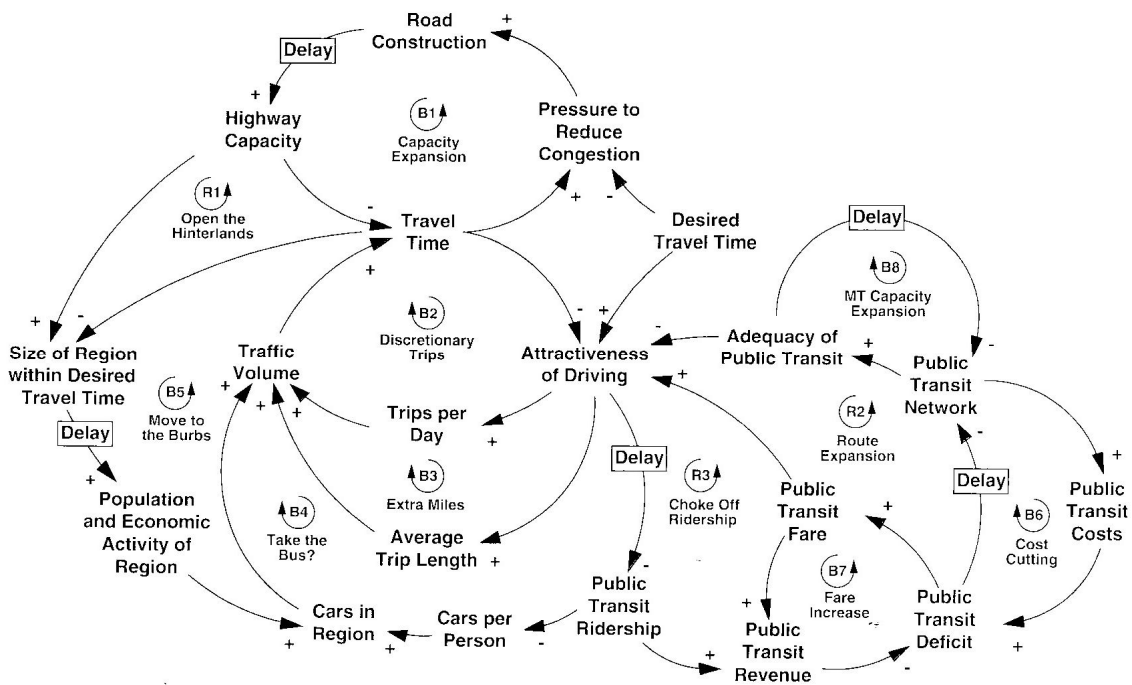 Road
Construction
+
Delay
+
Highway
Capacity
B1
Capacity
Expansion
Pressure to
Reduce
Congestion
R1
Open the
Hinterlands
-
+
-
Travel
Time
Desired
Travel Time
+
Delay
B8
MT Capacity
Expansion
+
-
B2
Discretionary
Trips
-
+
-
Adequacy of
Public Transit
+
-
Size of Region
within Desired
Travel Time
Traffic
Volume
Attractiveness
of Driving
Public
Transit
Network
B5
Move to
the Burbs
+
+
+
+
Trips per
Day
+
R2
Route
Expansion
-
+
Delay
Delay
Delay
+
B3
Extra Miles
R3
Choke Off
Ridership
Public
Transit
Fare
+
Public
Transit
Costs
Population
and Economic
Activity of
Region
B4
Take the
Bus?
Average
Trip Length
+
B6
Cost
Cutting
-
Public
Transit
Ridership
B7
Fare
Increase
Public
Transit
Deficit
+
Cars in
Region
+
+
Cars per
Person
-
+
Public
Transit
Revenue
-
+